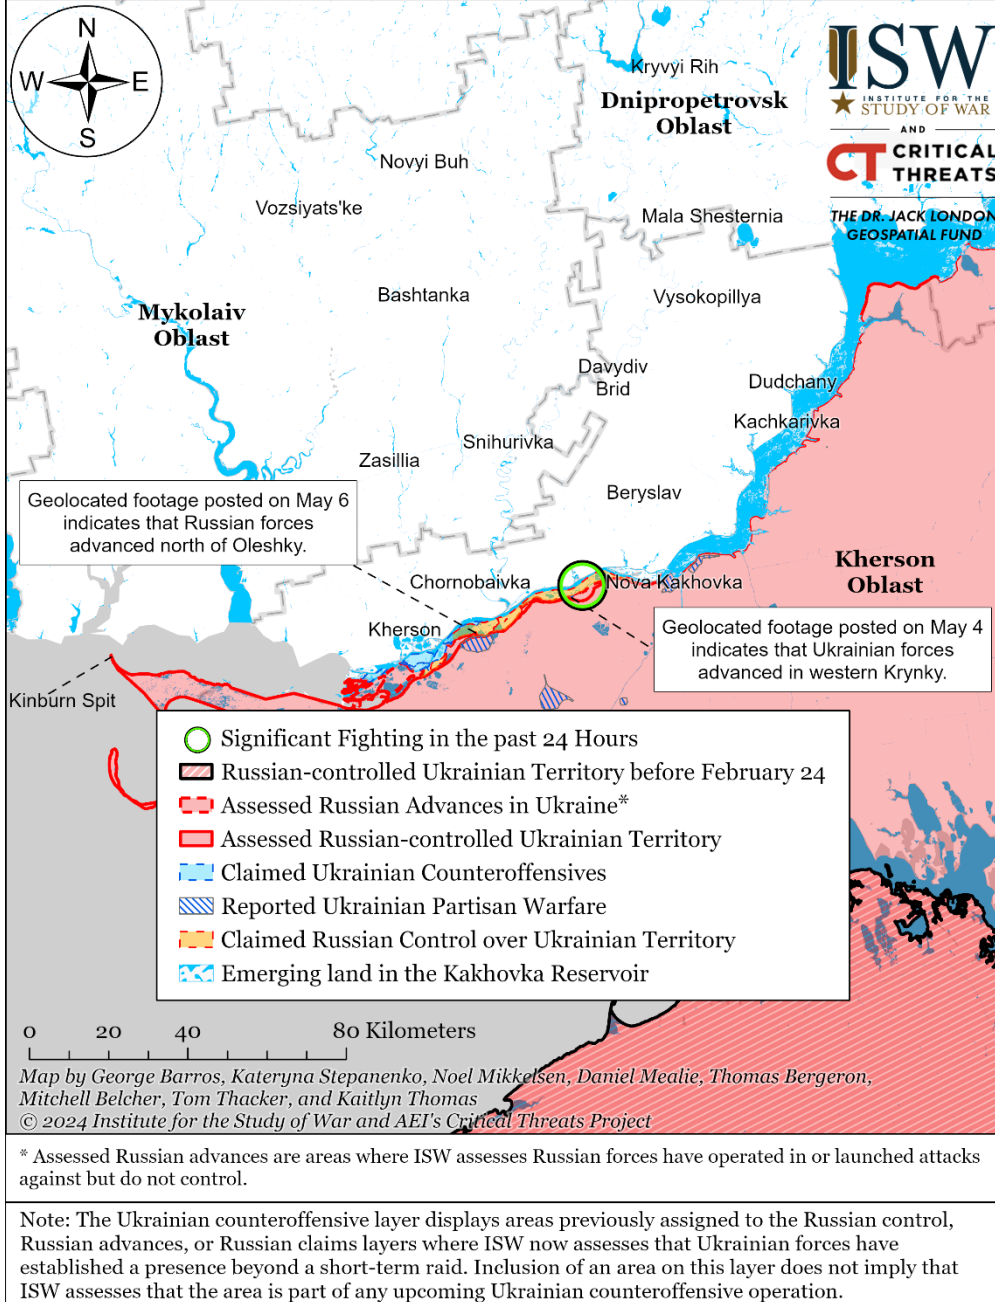 N
W
E
S
ISW
INSTITUTE FOR THE
STUDY OF WAR
AND
CT CRITICAL
THREATS
THE DR. JACK LONDON
GEOSPATIAL FUND
Kryvyi Rih
Dnipropetrovsk
Oblast
Novyi Buh
Vozsiyats'ke
Mala Shesternia
Bashtanka
Vysokopillya
Mykolaiv
Oblast
Davydiv
Brid
Dudchany
Kachkarivka
Snihurivka
Zasillia
Beryslav
Geolocated footage posted on May 6
indicates that Russian forces
advanced north of Oleshky.
Chornobaivka
Nova Kakhovka
Kherson
Oblast
Kherson
Geolocated footage posted on May 4
indicates that Ukrainian forces
advanced in western Krynky.
Kinburn Spit
Significant Fighting in the past 24 Hours
Russian-controlled Ukrainian Territory before February 24
Assessed Russian Advances in Ukraine*
Assessed Russian-controlled Ukrainian Territory
Claimed Ukrainian Counteroffensives
Reported Ukrainian Partisan Warfare
Claimed Russian Control over Ukrainian Territory
Emerging land in the Kakhovka Reservoir
0 20 40 80 Kilometers
Map by George Barros, Kateryna Stepanenko, Noel Mikkelsen, Daniel Mealie, Thomas Bergeron,
Mitchell Belcher, Tom Thacker, and Kaitlyn Thomas
© 2024 Institute for the Study of War and AEI's Critical Threats Project
* Assessed Russian advances are areas where ISW assesses Russian forces have operated in or launched attacks
against but do not control.
Note: The Ukrainian counteroffensive layer displays areas previously assigned to the Russian control,
Russian advances, or Russian claims layers where ISW now assesses that Ukrainian forces have
established a presence beyond a short-term raid. Inclusion of an area on this layer does not imply that
ISW assesses that the area is part of any upcoming Ukrainian counteroffensive operation.